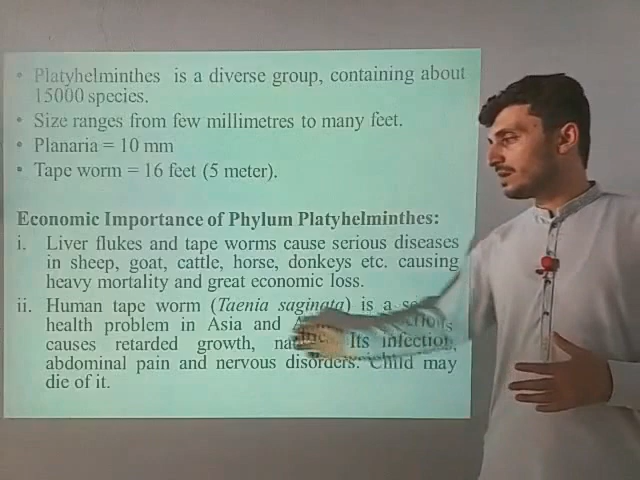 • Platyhelminthes is a diverse group, containing about
15000 species.
• Size ranges from few millimetres to many feet.
• Planaria = 10 mm
• Tape worm = 16 feet (5 meter).
Economic Importance of Phylum Platyhelminthes:
i. Liver flukes and tape worms cause serious diseases
in sheep, goat, cattle, horse, donkeys etc. causing
heavy mortality and great economic loss.
ii. Human tape worm (Taenia saginata) is a
health problem in Asia and
causes retarded growth, Its infection,
abdominal pain and nervous disorders. Child may
die of it.